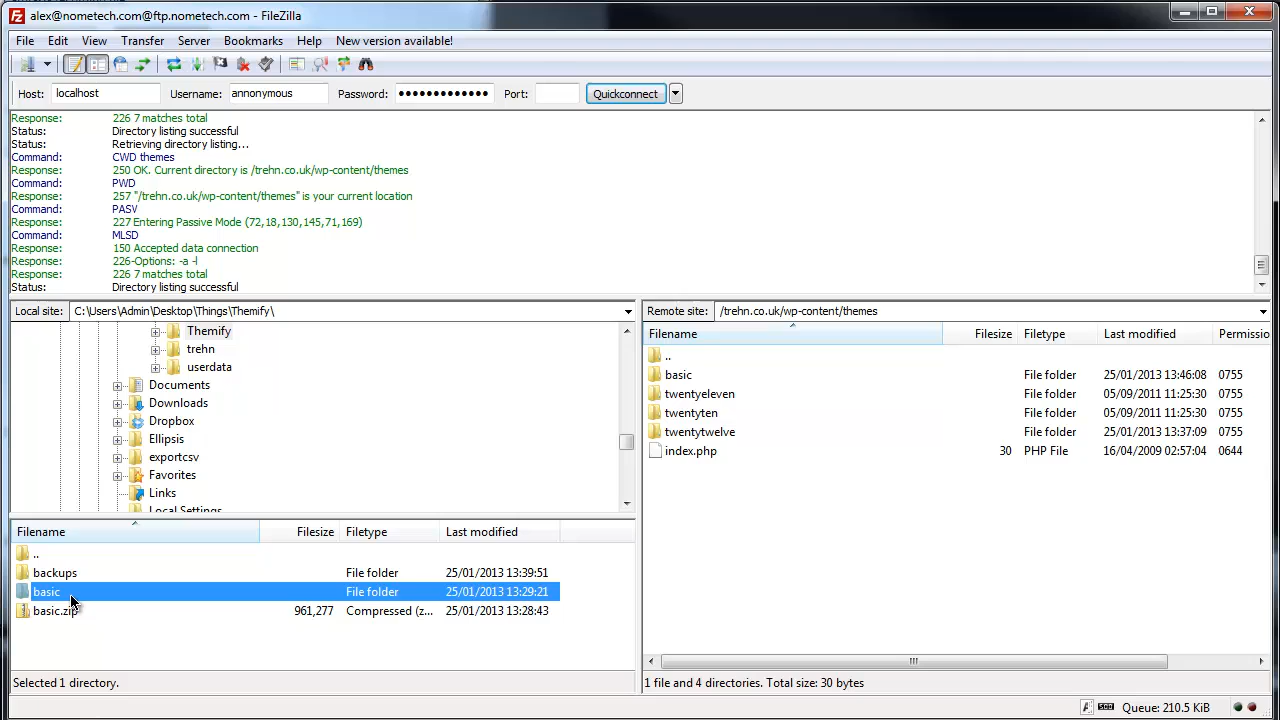 alex@nometech.com@ftp.nometech.com - FileZilla
File Edit View Transfer Server Bookmarks Help New version available!
Host: localhost Username: annonymous Password: ●●●●●●●●●●●●● Port: Quickconnect
Response: 226 7 matches total
Status: Directory listing successful
Status: Retrieving directory listing...
Command: CWD themes
Response: 250 OK. Current directory is /trehn.co.uk/wp-content/themes
Command: PWD
Response: 257 "/trehn.co.uk/wp-content/themes" is your current location
Command: PASV
Response: 227 Entering Passive Mode (72,18,130,145,71,169)
Command: MLSD
Response: 150 Accepted data connection
Response: 226-Options: -a -l
Response: 226 7 matches total
Status: Directory listing successful
Local site: C:\Users\Admin\Desktop\Things\Themify\
Themify
trehn
userdata
Documents
Downloads
Dropbox
Ellipsis
exportcsv
Favorites
Links
Local Settings
Filename Filesize Filetype Last modified
..
backups File folder 25/01/2013 13:39:51
basic File folder 25/01/2013 13:29:21
basic.zip 961,277 Compressed (z... 25/01/2013 13:28:43
Selected 1 directory.
Remote site: /trehn.co.uk/wp-content/themes
Filename Filesize Filetype Last modified Permissio
..
basic File folder 25/01/2013 13:46:08 0755
twentyeleven File folder 05/09/2011 11:25:30 0755
twentyten File folder 05/09/2011 11:25:30 0755
twentytwelve File folder 25/01/2013 13:37:09 0755
index.php 30 PHP File 16/04/2009 02:57:04 0644
1 file and 4 directories. Total size: 30 bytes
Queue: 210.5 KiB